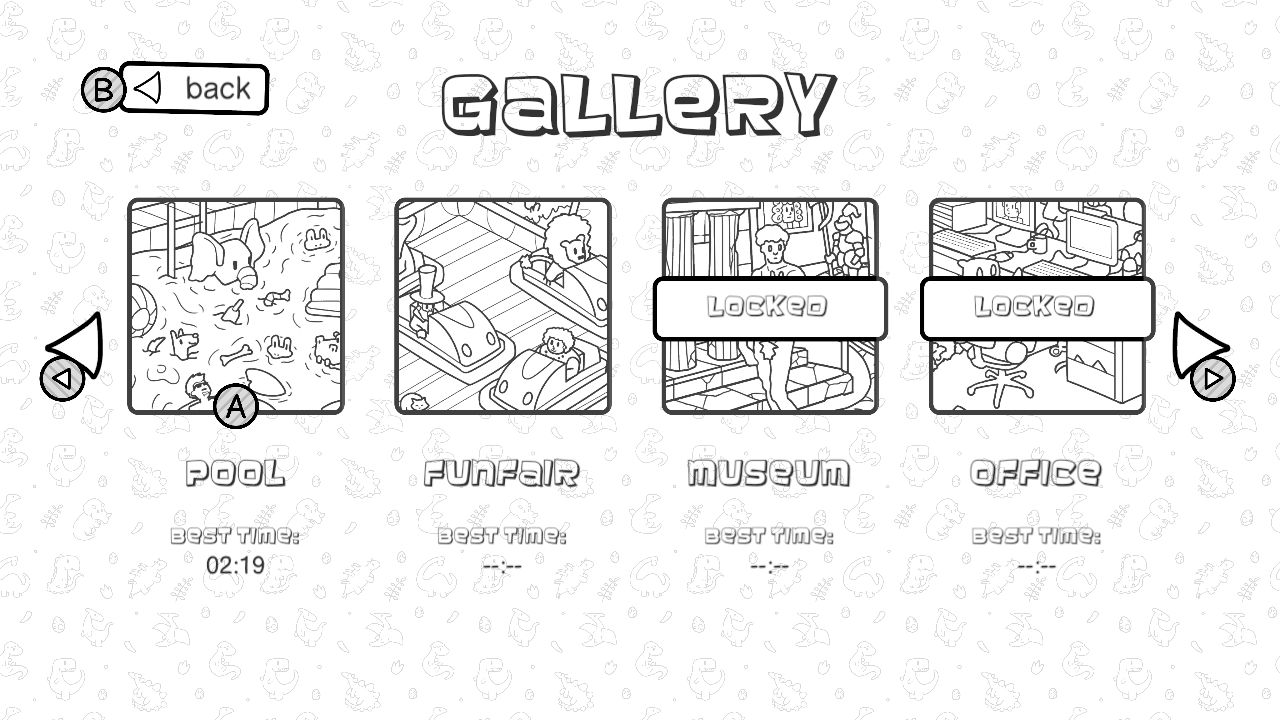 B
back
GaLLeRY
LOCKED
LOCKED
A
POOL
FUNFaIR
MUSEUM
OFFICE
BEST TIME:
BEST TIME:
BEST TIME:
BEST TIME:
02:19
--:--
--:--
--:--